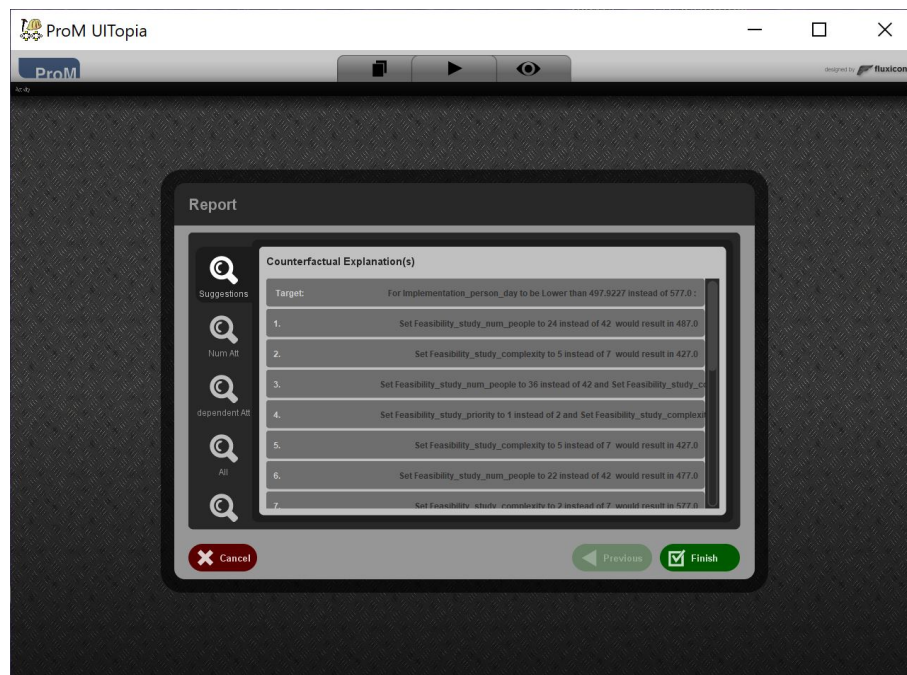 ProM UITopia
ProM
designed by fluxicon
Activity
Report
Suggestions
Num Att
dependent Att
All
Counterfactual Explanation(s)
Target: For Implementation_person_day to be Lower than 497.9227 instead of 577.0 :
1. Set Feasibility_study_num_people to 24 instead of 42 would result in 487.0
2. Set Feasibility_study_complexity to 5 instead of 7 would result in 427.0
3. Set Feasibility_study_num_people to 36 instead of 42 and Set Feasibility_study_co
4. Set Feasibility_study_priority to 1 instead of 2 and Set Feasibility_study_complexit
5. Set Feasibility_study_complexity to 5 instead of 7 would result in 427.0
6. Set Feasibility_study_num_people to 22 instead of 42 would result in 477.0
7. Set Feasibility_study_complexity to 2 instead of 7 would result in 577.0
Cancel
Previous
Finish